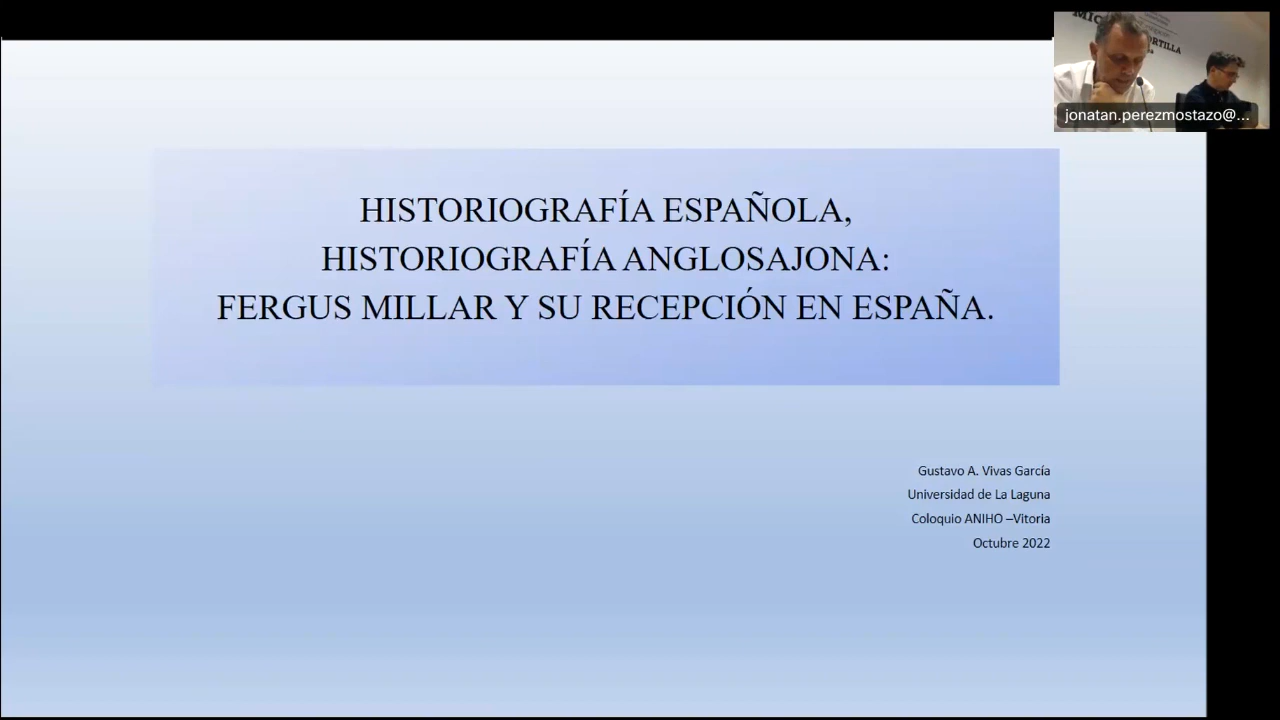 HISTORIOGRAFÍA ESPAÑOLA,
HISTORIOGRAFÍA ANGLOSAJONA:
FERGUS MILLAR Y SU RECEPCIÓN EN ESPAÑA.
Gustavo A. Vivas García
Universidad de La Laguna
Coloquio ANIHO –Vitoria
Octubre 2022
jonatan.perezmostazo@...